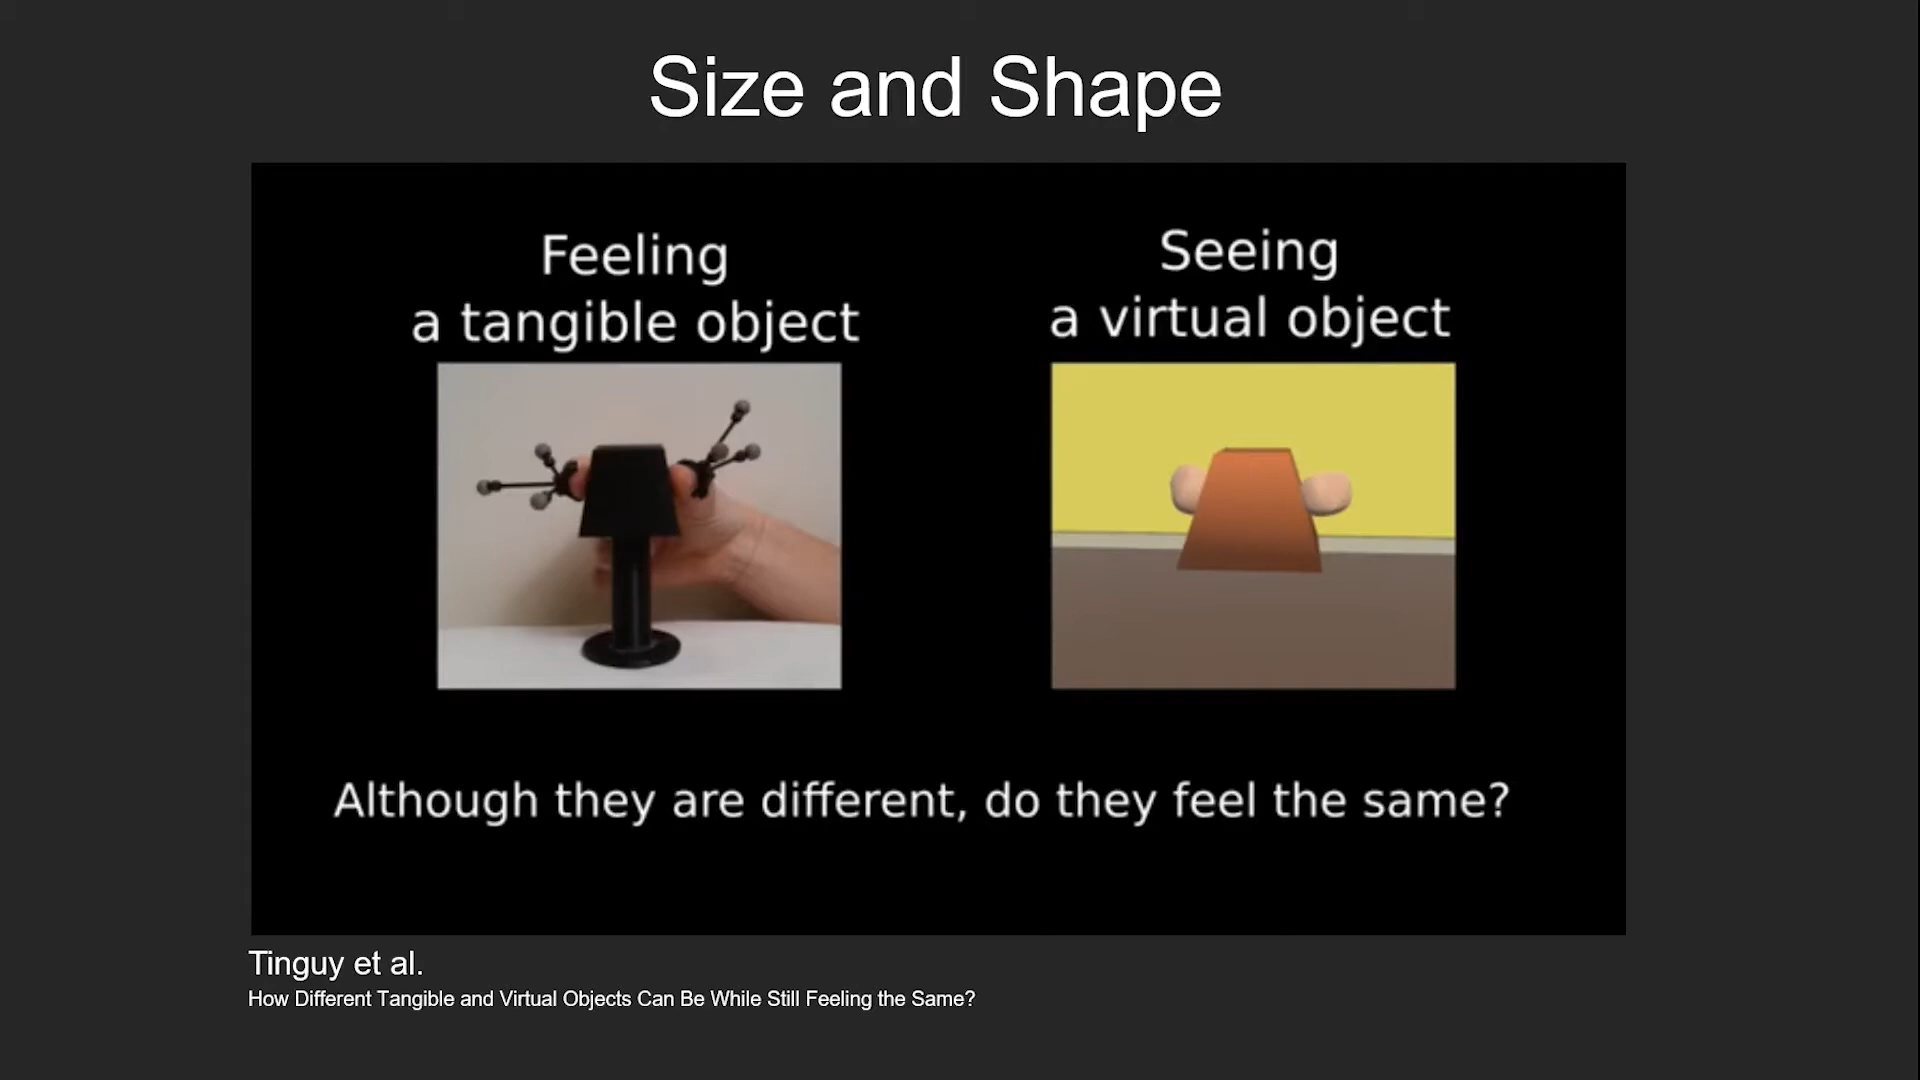 Size and Shape
Feeling
a tangible object
Seeing
a virtual object
Although they are different, do they feel the same?
Tinguy et al.
How Different Tangible and Virtual Objects Can Be While Still Feeling the Same?